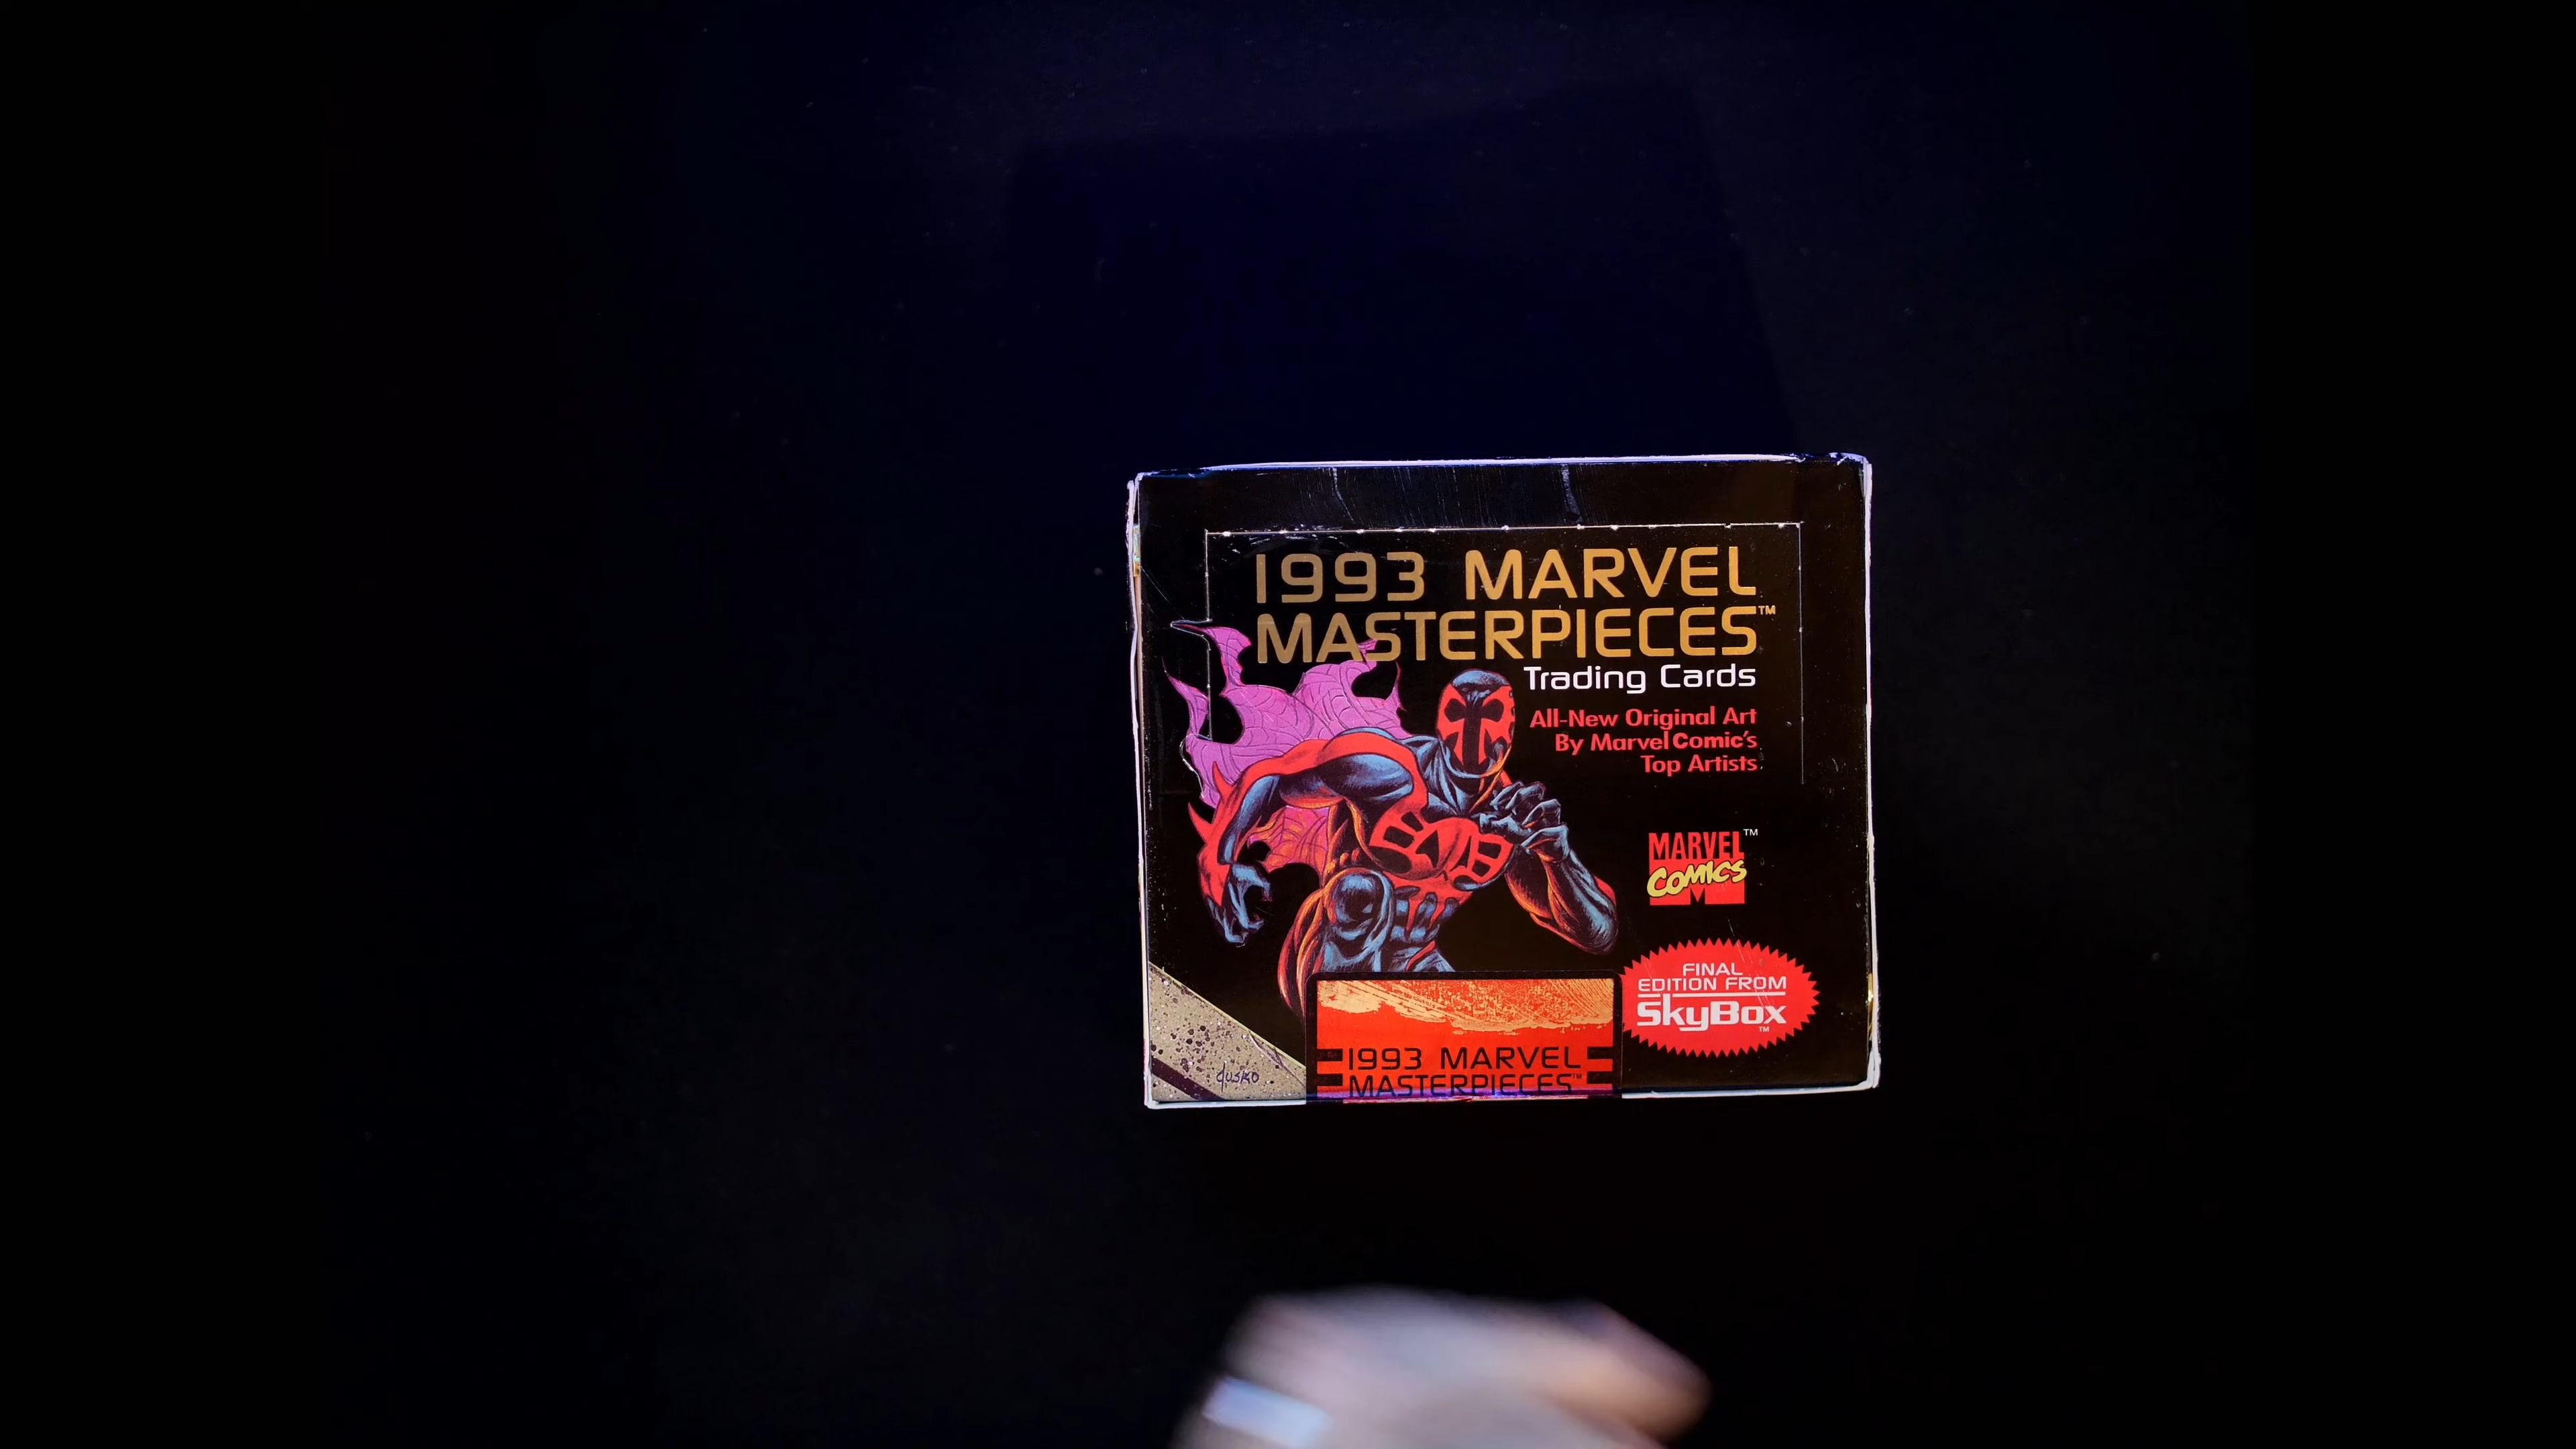 1993 MARVEL
MASTERPIECES™
Trading Cards
All-New Original Art
By Marvel Comic's
Top Artists
MARVEL™
COMICS
FINAL
EDITION FROM
SkyBox™
1993 MARVEL
MASTERPIECES™
Jusko